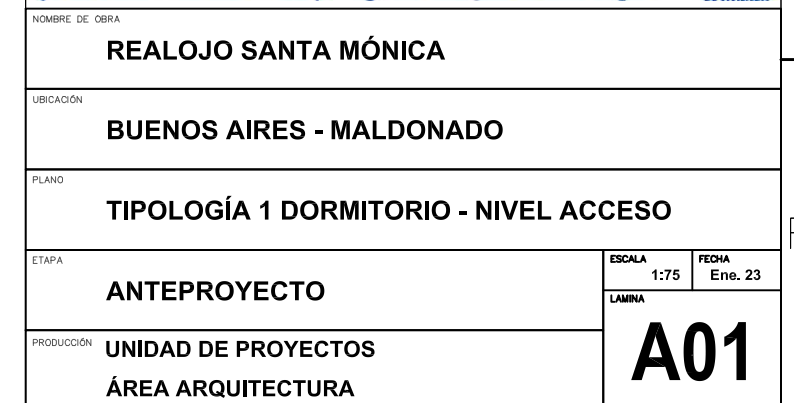 NOMBRE DE OBRA
REALOJO SANTA MÓNICA
UBICACIÓN
BUENOS AIRES - MALDONADO
PLANO
TIPOLOGÍA 1 DORMITORIO - NIVEL ACCESO
ETAPA
ANTEPROYECTO
ESCALA
1:75
FECHA
Ene. 23
LAMINA
A01
PRODUCCIÓN
UNIDAD DE PROYECTOS
ÁREA ARQUITECTURA